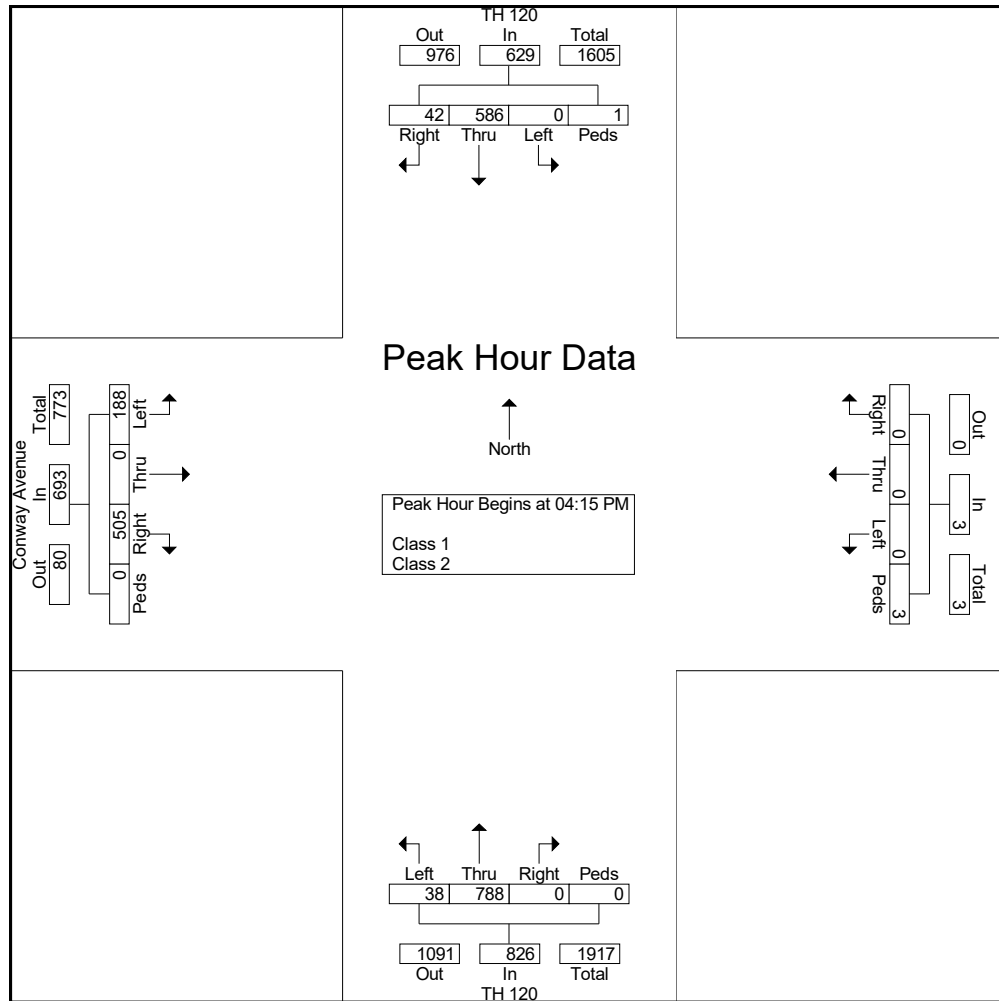 TH 120
Out In Total
976 629 1605
42 586 0 1
Right Thru Left Peds
Peak Hour Data
North
Peak Hour Begins at 04:15 PM
Class 1
Class 2
Conway Avenue
Out In Total
80 693 773
0 505 0 188
Peds Right Thru Left
Out In Total
0 3 3
0 0 0 3
Right Thru Left Peds
Left Thru Right Peds
38 788 0 0
1091 826 1917
Out In Total
TH 120